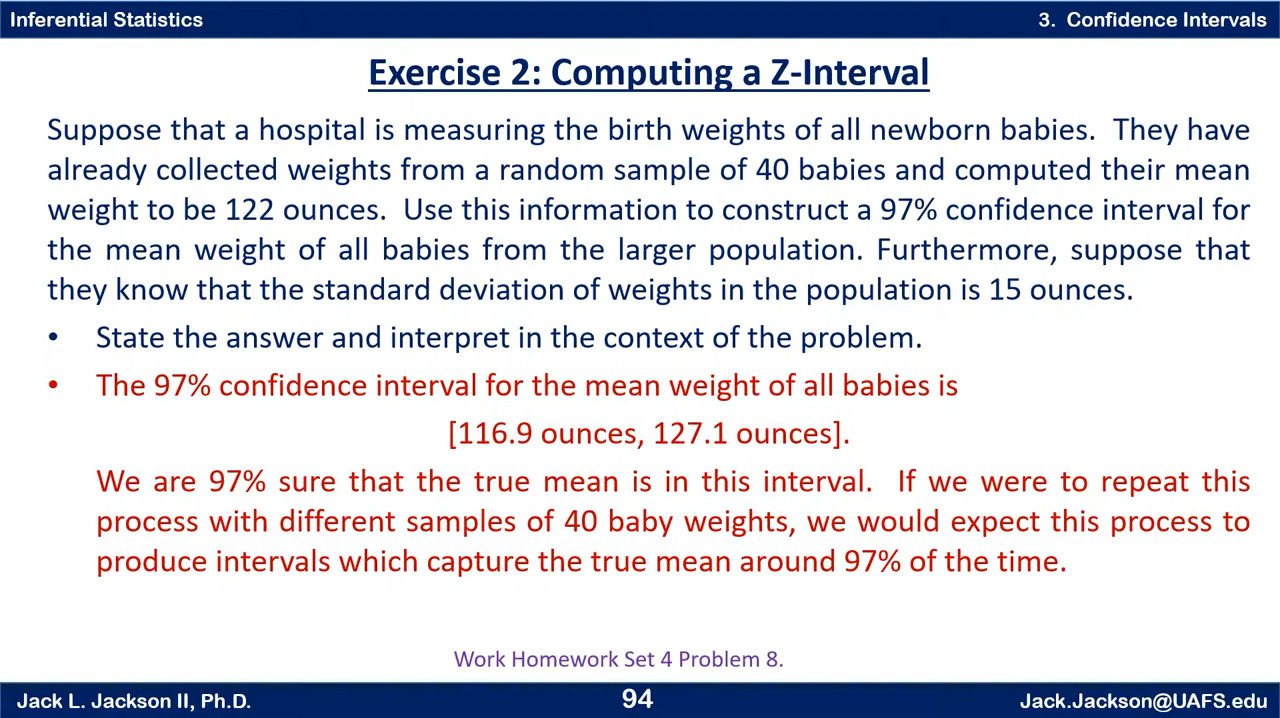 Inferential Statistics
3. Confidence Intervals
Exercise 2: Computing a Z-Interval
Suppose that a hospital is measuring the birth weights of all newborn babies. They have
already collected weights from a random sample of 40 babies and computed their mean
weight to be 122 ounces. Use this information to construct a 97% confidence interval for
the mean weight of all babies from the larger population. Furthermore, suppose that
they know that the standard deviation of weights in the population is 15 ounces.
• State the answer and interpret in the context of the problem.
• The 97% confidence interval for the mean weight of all babies is
[116.9 ounces, 127.1 ounces].
We are 97% sure that the true mean is in this interval. If we were to repeat this
process with different samples of 40 baby weights, we would expect this process to
produce intervals which capture the true mean around 97% of the time.
Work Homework Set 4 Problem 8.
Jack L. Jackson II, Ph.D.
94
Jack.Jackson@UAFS.edu